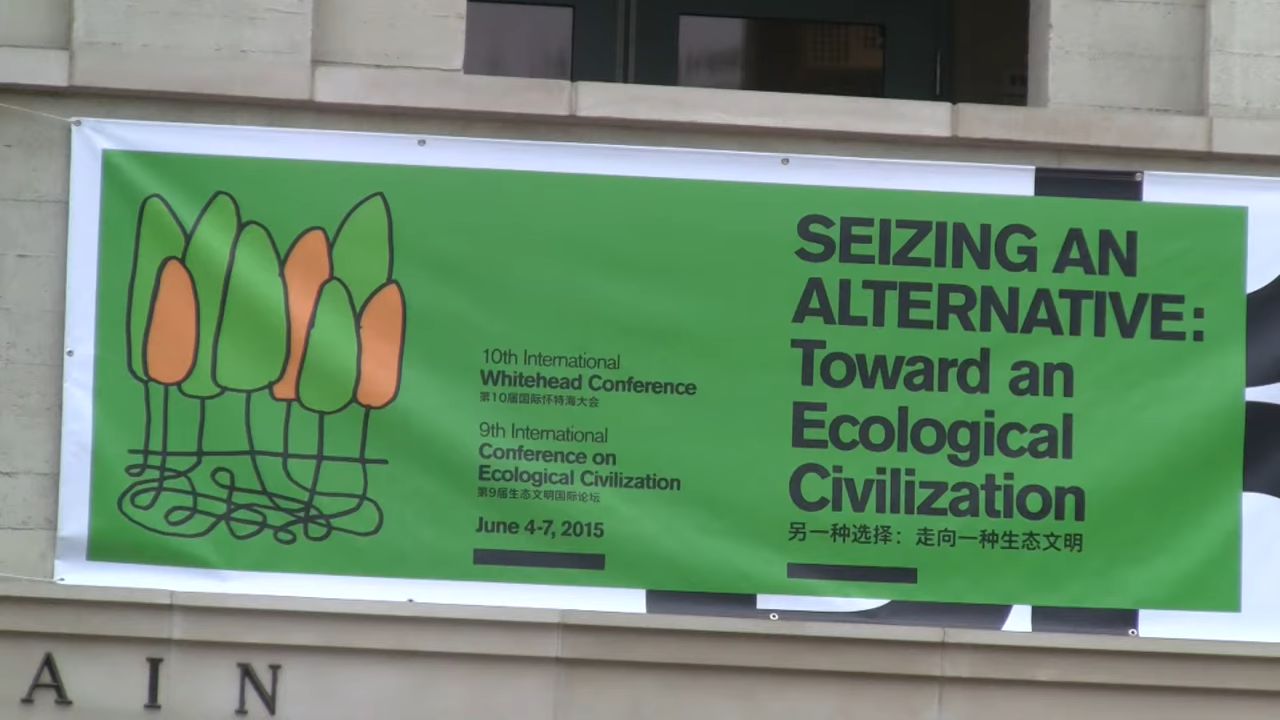 10th International
Whitehead Conference
第10届国际怀特海大会
9th International
Conference on
Ecological Civilization
第9届生态文明国际论坛
June 4-7, 2015
SEIZING AN
ALTERNATIVE:
Toward an
Ecological
Civilization
另一种选择：走向一种生态文明
AIN